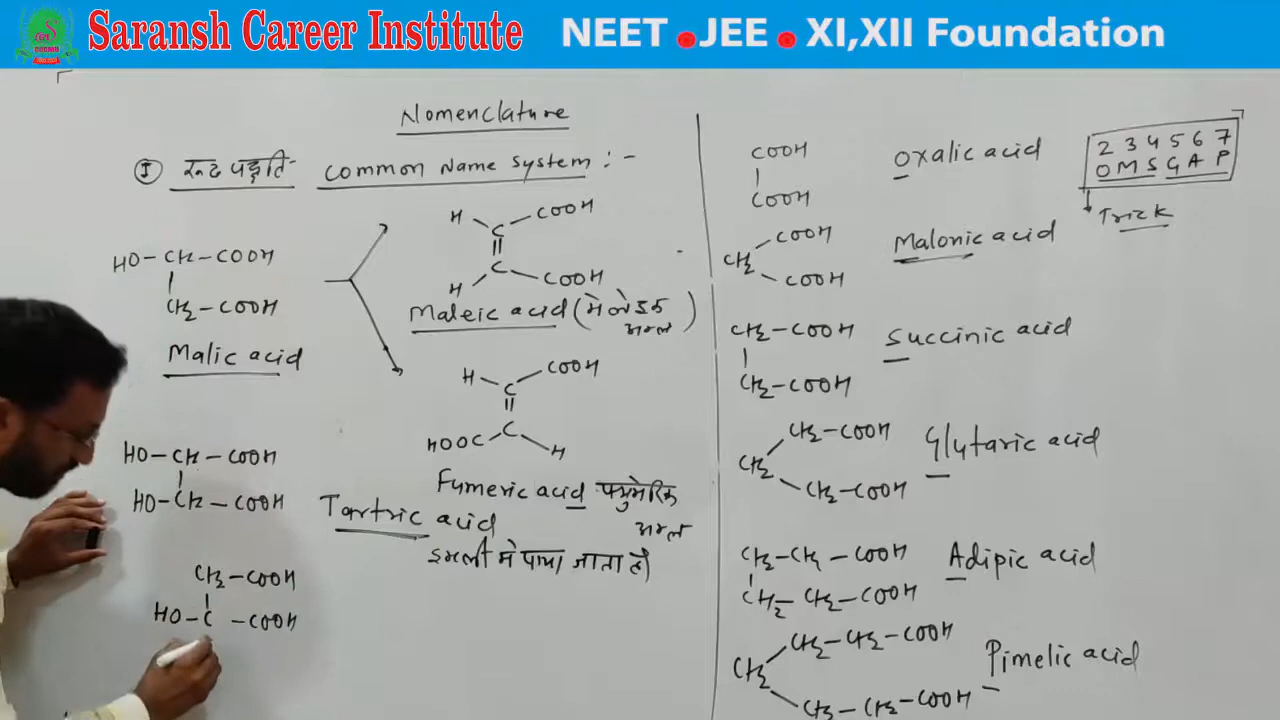 Saransh Career Institute NEET • JEE • XI,XII Foundation
Nomenclature
I रूढ पद्धति- Common Name System :-
HO-CH-COOH
CH2-COOH
Malic acid
H COOH
C
C
H COOH
Maleic acid (मेलेइक
अम्ल)
H COOH
C
C
HOOC H
Fumeric acid फ्युमेरिक
अम्ल
HO-CH-COOH
HO-CH-COOH
Tartric acid
इमली मे पाया जाता है।
CH2-COOH
HO-C-COOH
COOH
COOH
Oxalic acid
2 3 4 5 6 7
O M S G A P
Trick
COOH
CH2
COOH
Malonic acid
CH2-COOH
CH2-COOH
Succinic acid
CH2-COOH
CH2
CH2-COOH
Glutaric acid
CH2-CH2-COOH
CH2-CH2-COOH
Adipic acid
CH2-CH2-COOH
CH2
CH2-CH2-COOH
Pimelic acid